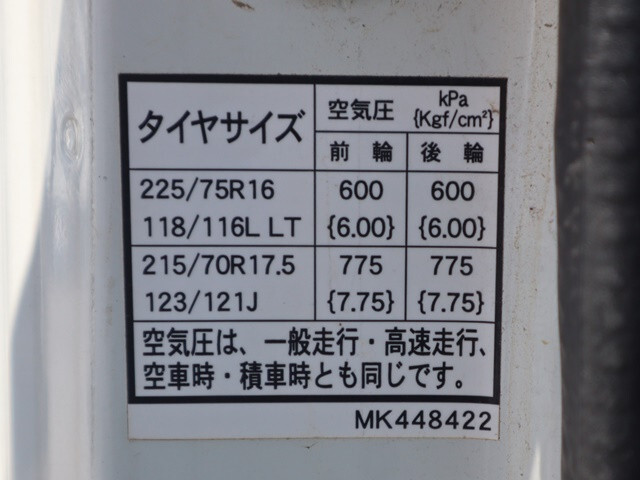 タイヤサイズ 空気圧 kPa
{Kgf/cm²}
前輪 後輪
225/75R16 600 600
118/116L LT {6.00} {6.00}
215/70R17.5 775 775
123/121J {7.75} {7.75}
空気圧は、一般走行・高速走行、
空車時・積車時とも同じです。
MK448422